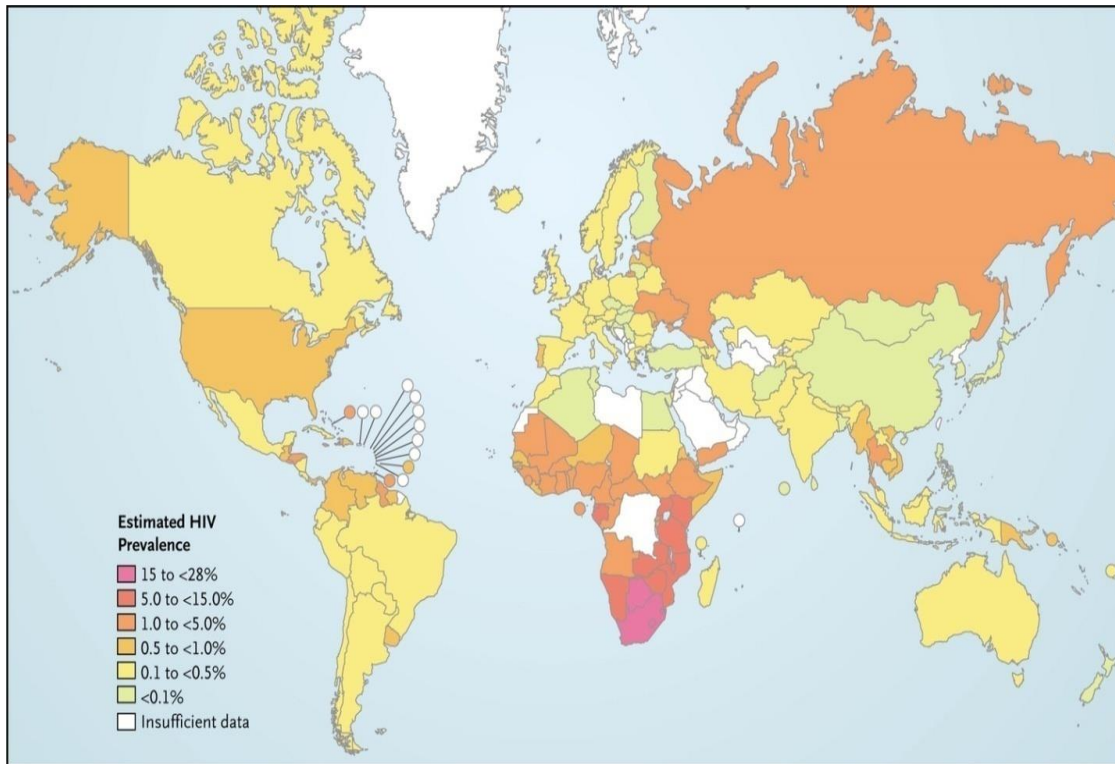 Estimated HIV
Prevalence
15 to <28%
5.0 to <15.0%
1.0 to <5.0%
0.5 to <1.0%
0.1 to <0.5%
<0.1%
Insufficient data